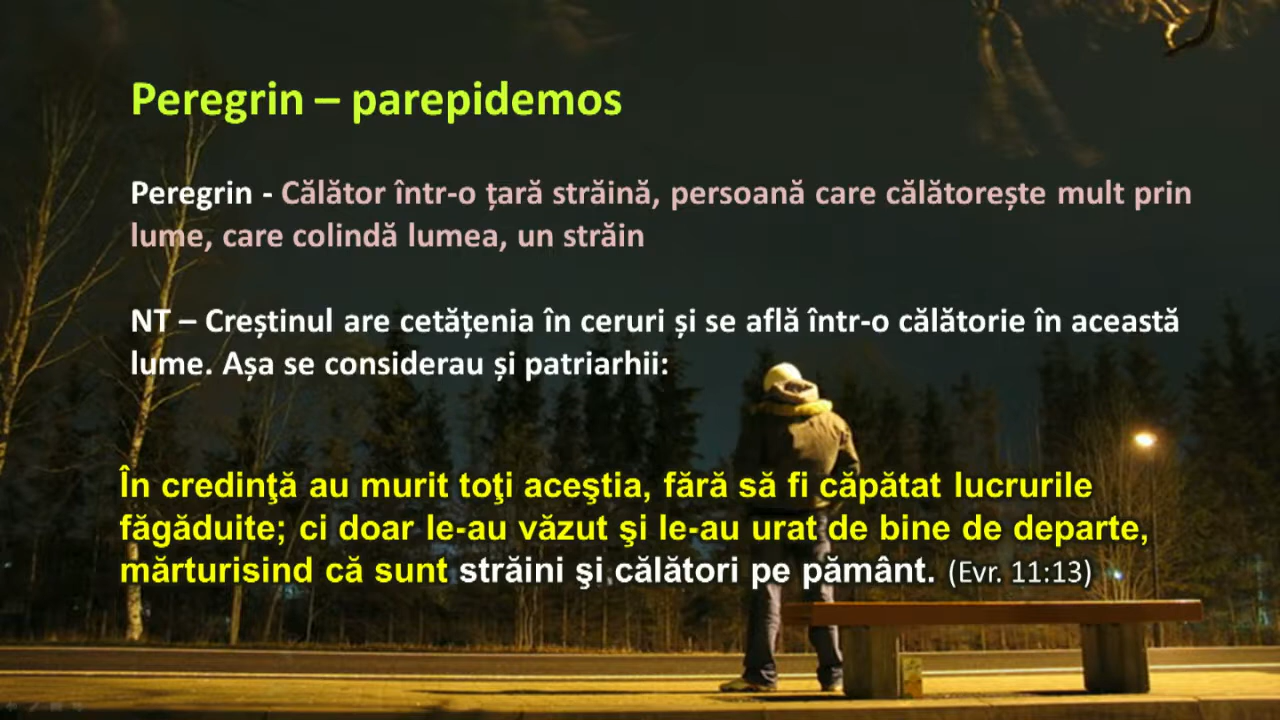 Peregrin – parepidemos
Peregrin - Călător într-o țară străină, persoană care călătorește mult prin
lume, care colindă lumea, un străin
NT – Creștinul are cetățenia în ceruri și se află într-o călătorie în această
lume. Așa se considerau și patriarhii:
În credinţă au murit toţi aceştia, fără să fi căpătat lucrurile
făgăduite; ci doar le-au văzut şi le-au urat de bine de departe,
mărturisind că sunt străini şi călători pe pământ. (Evr. 11:13)